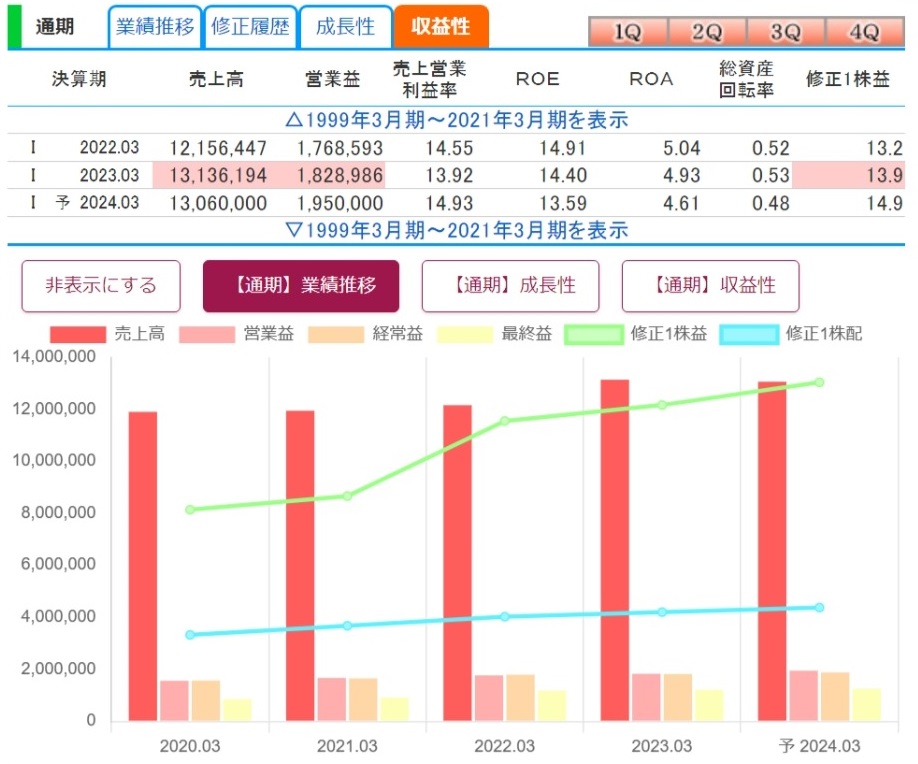 通期 業績推移 修正履歴 成長性 収益性 1Q 2Q 3Q 4Q
決算期 売上高 営業益 売上営業利益率 ROE ROA 総資産回転率 修正1株益
△1999年3月期～2021年3月期を表示
I 2022.03 12,156,447 1,768,593 14.55 14.91 5.04 0.52 13.2
I 2023.03 13,136,194 1,828,986 13.92 14.40 4.93 0.53 13.9
I 予 2024.03 13,060,000 1,950,000 14.93 13.59 4.61 0.48 14.9
▽1999年3月期～2021年3月期を表示
非表示にする 【通期】業績推移 【通期】成長性 【通期】収益性
売上高 営業益 経常益 最終益 修正1株益 修正1株配
14,000,000
12,000,000
10,000,000
8,000,000
6,000,000
4,000,000
2,000,000
0
2020.03 2021.03 2022.03 2023.03 予 2024.03